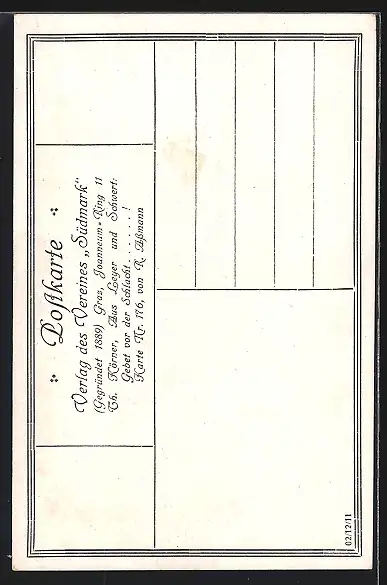 Postkarte
Verlag des Vereines „Südmark“
(Gegründet 1889) Graz, Joanneum-Ring 11
Th. Körner, Aus Leyer und Schwert:
Gebet vor der Schlacht . . . . . . !
Karte Nr. 176, von R. Aßmann
02/12/11